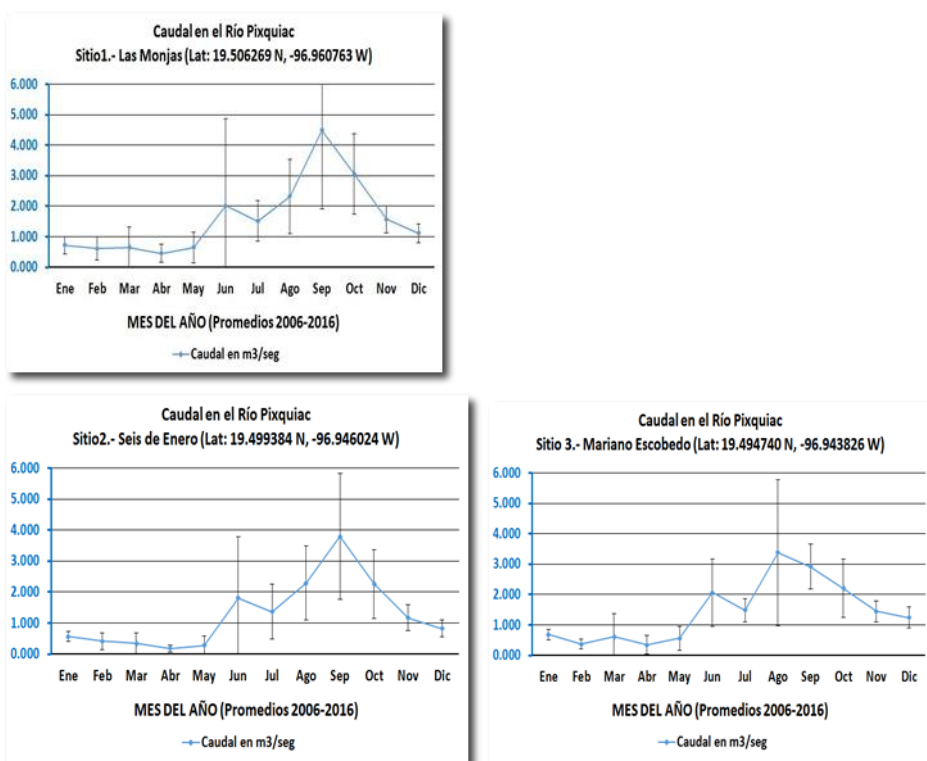 Caudal en el Río Pixquiac
Sitio1.- Las Monjas (Lat: 19.506269 N, -96.960763 W)
6.000
5.000
4.000
3.000
2.000
1.000
0.000
Ene Feb Mar Abr May Jun Jul Ago Sep Oct Nov Dic
MES DEL AÑO (Promedios 2006-2016)
Caudal en m3/seg
Caudal en el Río Pixquiac
Sitio2.- Seis de Enero (Lat: 19.499384 N, -96.946024 W)
6.000
5.000
4.000
3.000
2.000
1.000
0.000
Ene Feb Mar Abr May Jun Jul Ago Sep Oct Nov Dic
MES DEL AÑO (Promedios 2006-2016)
Caudal en m3/seg
Caudal en el Río Pixquiac
Sitio 3.- Mariano Escobedo (Lat: 19.494740 N, -96.943826 W)
6.000
5.000
4.000
3.000
2.000
1.000
0.000
Ene Feb Mar Abr May Jun Jul Ago Sep Oct Nov Dic
MES DEL AÑO (Promedios 2006-2016)
Caudal en m3/seg